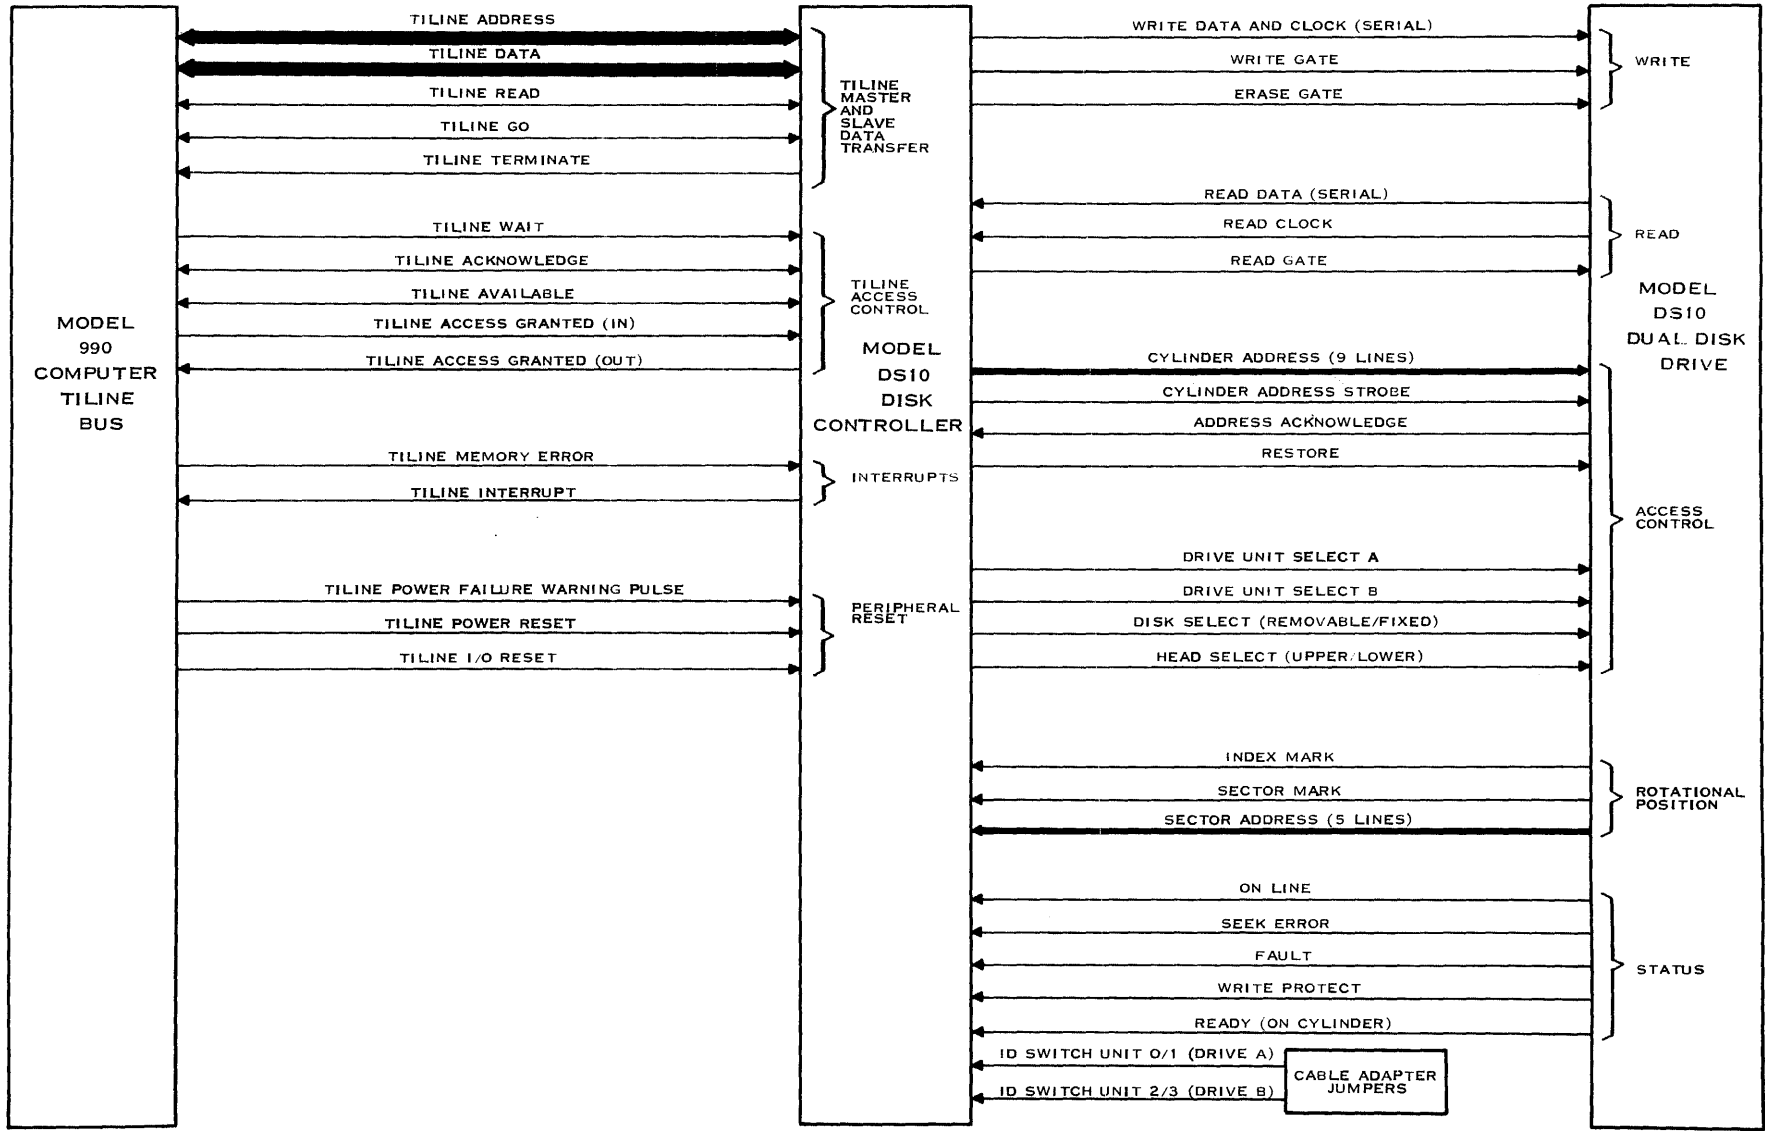 MODEL
990
COMPUTER
TILINE
BUS
TILINE ADDRESS
TILINE DATA
TILINE READ
TILINE GO
TILINE TERMINATE
TILINE
MASTER
AND
SLAVE
DATA
TRANSFER
TILINE WAIT
TILINE ACKNOWLEDGE
TILINE AVAILABLE
TILINE ACCESS GRANTED (IN)
TILINE ACCESS GRANTED (OUT)
TILINE
ACCESS
CONTROL
MODEL
DS10
DISK
CONTROLLER
TILINE MEMORY ERROR
TILINE INTERRUPT
INTERRUPTS
TILINE POWER FAILURE WARNING PULSE
TILINE POWER RESET
TILINE I/O RESET
PERIPHERAL
RESET
WRITE DATA AND CLOCK (SERIAL)
WRITE GATE
ERASE GATE
WRITE
READ DATA (SERIAL)
READ CLOCK
READ GATE
READ
MODEL
DS10
DUAL DISK
DRIVE
CYLINDER ADDRESS (9 LINES)
CYLINDER ADDRESS STROBE
ADDRESS ACKNOWLEDGE
RESTORE
DRIVE UNIT SELECT A
DRIVE UNIT SELECT B
DISK SELECT (REMOVABLE/FIXED)
HEAD SELECT (UPPER/LOWER)
ACCESS
CONTROL
INDEX MARK
SECTOR MARK
SECTOR ADDRESS (5 LINES)
ROTATIONAL
POSITION
ON LINE
SEEK ERROR
FAULT
WRITE PROTECT
READY (ON CYLINDER)
STATUS
ID SWITCH UNIT 0/1 (DRIVE A)
ID SWITCH UNIT 2/3 (DRIVE B)
CABLE ADAPTER
JUMPERS